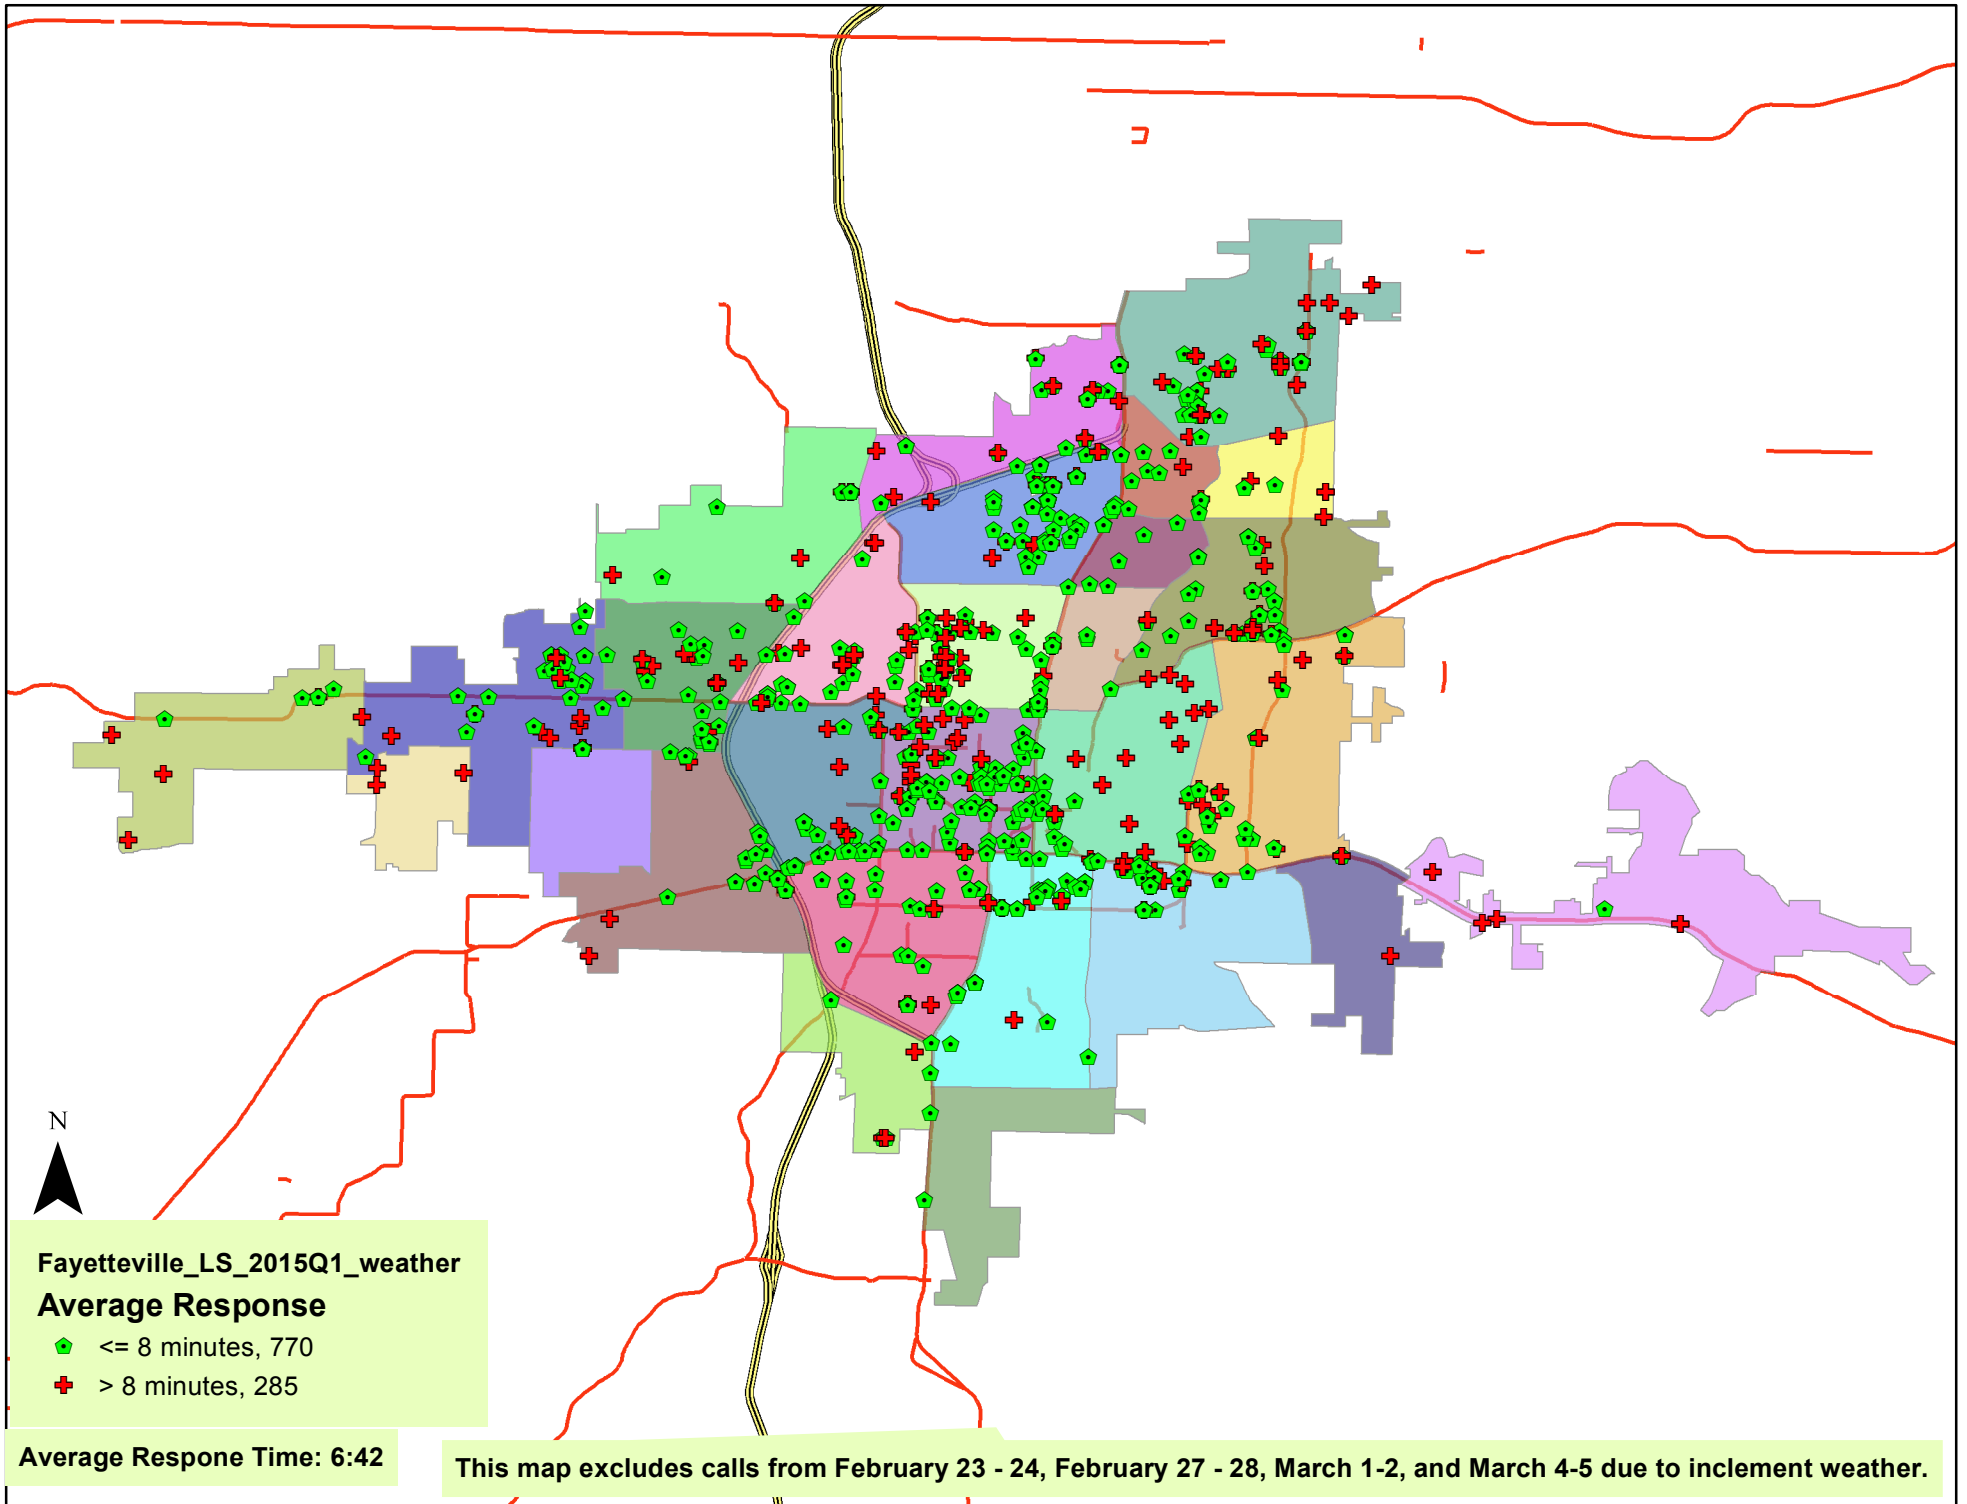 N
Fayetteville_LS_2015Q1_weather
Average Response
<= 8 minutes, 770
> 8 minutes, 285
Average Respone Time: 6:42
This map excludes calls from February 23 - 24, February 27 - 28, March 1-2, and March 4-5 due to inclement weather.